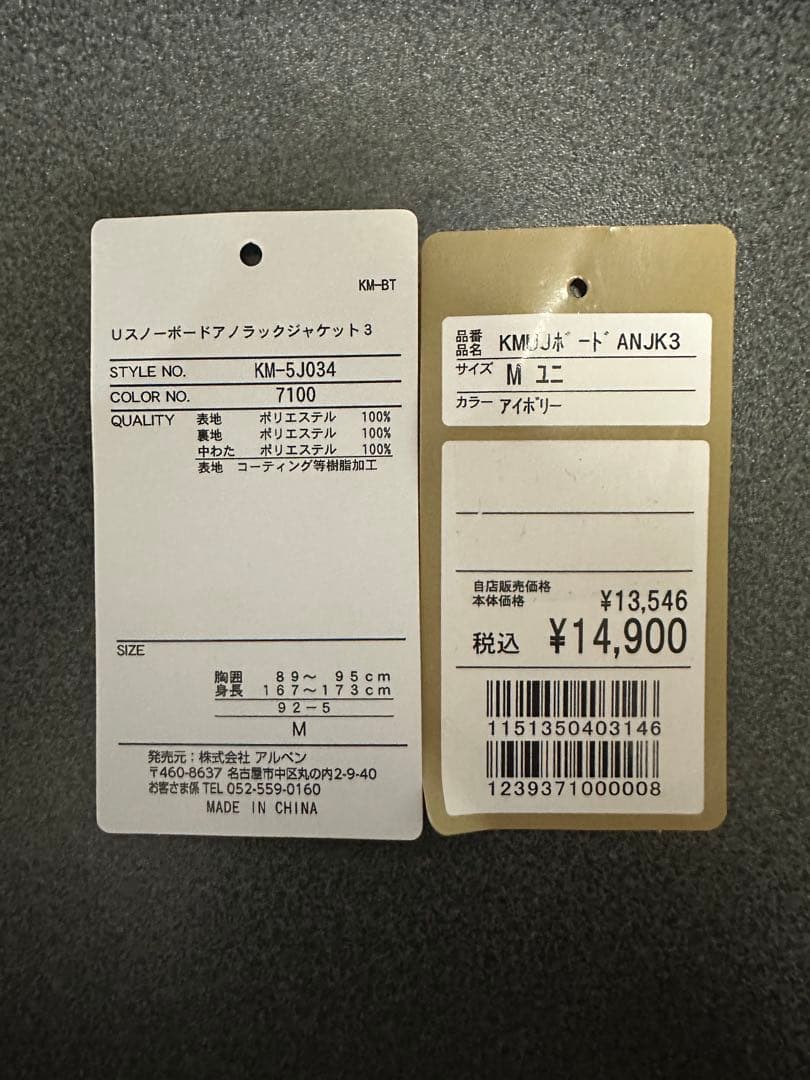 KM-BT
Uスノーボードアノラックジャケット3
STYLE NO. KM-5J034
COLOR NO. 7100
QUALITY 表地 ポリエステル 100%
裏地 ポリエステル 100%
中わた ポリエステル 100%
表地 コーティング等樹脂加工
SIZE
胸囲 89～ 95cm
身長 167～173cm
92-5
M
発売元：株式会社 アルペン
〒460-8637 名古屋市中区丸の内2-9-40
お客さま係 TEL 052-559-0160
MADE IN CHINA
品番
品名 KMUJボードANJK3
サイズ M ユニ
カラー アイボリー
自店販売価格
本体価格 ¥13,546
税込 ¥14,900
1151350403146
1239371000008